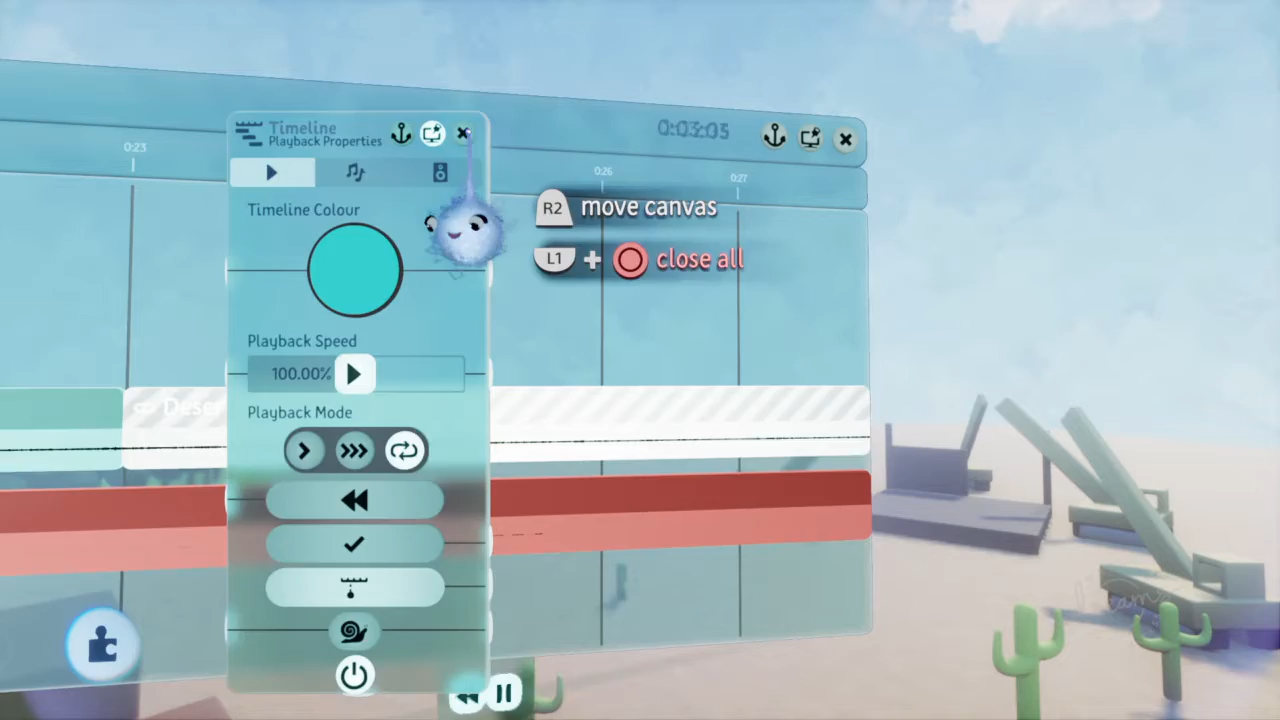 Timeline
Playback Properties
0:03:05
0:23
0:26
0:27
R2 move canvas
L1 + close all
Timeline Colour
Playback Speed
100.00%
Playback Mode
Deser